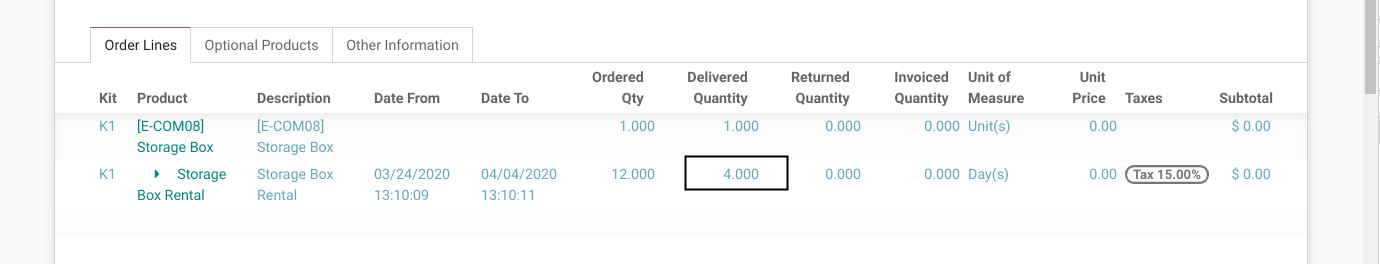 Order Lines Optional Products Other Information
Ordered Delivered Returned Invoiced Unit of Unit
Kit Product Description Date From Date To Qty Quantity Quantity Quantity Measure Price Taxes Subtotal
K1 [E-COM08] [E-COM08] 1.000 1.000 0.000 0.000 Unit(s) 0.00 $ 0.00
Storage Box Storage Box
K1 Storage Storage Box 03/24/2020 04/04/2020 12.000 4.000 0.000 0.000 Day(s) 0.00 Tax 15.00% $ 0.00
Box Rental Rental 13:10:09 13:10:11